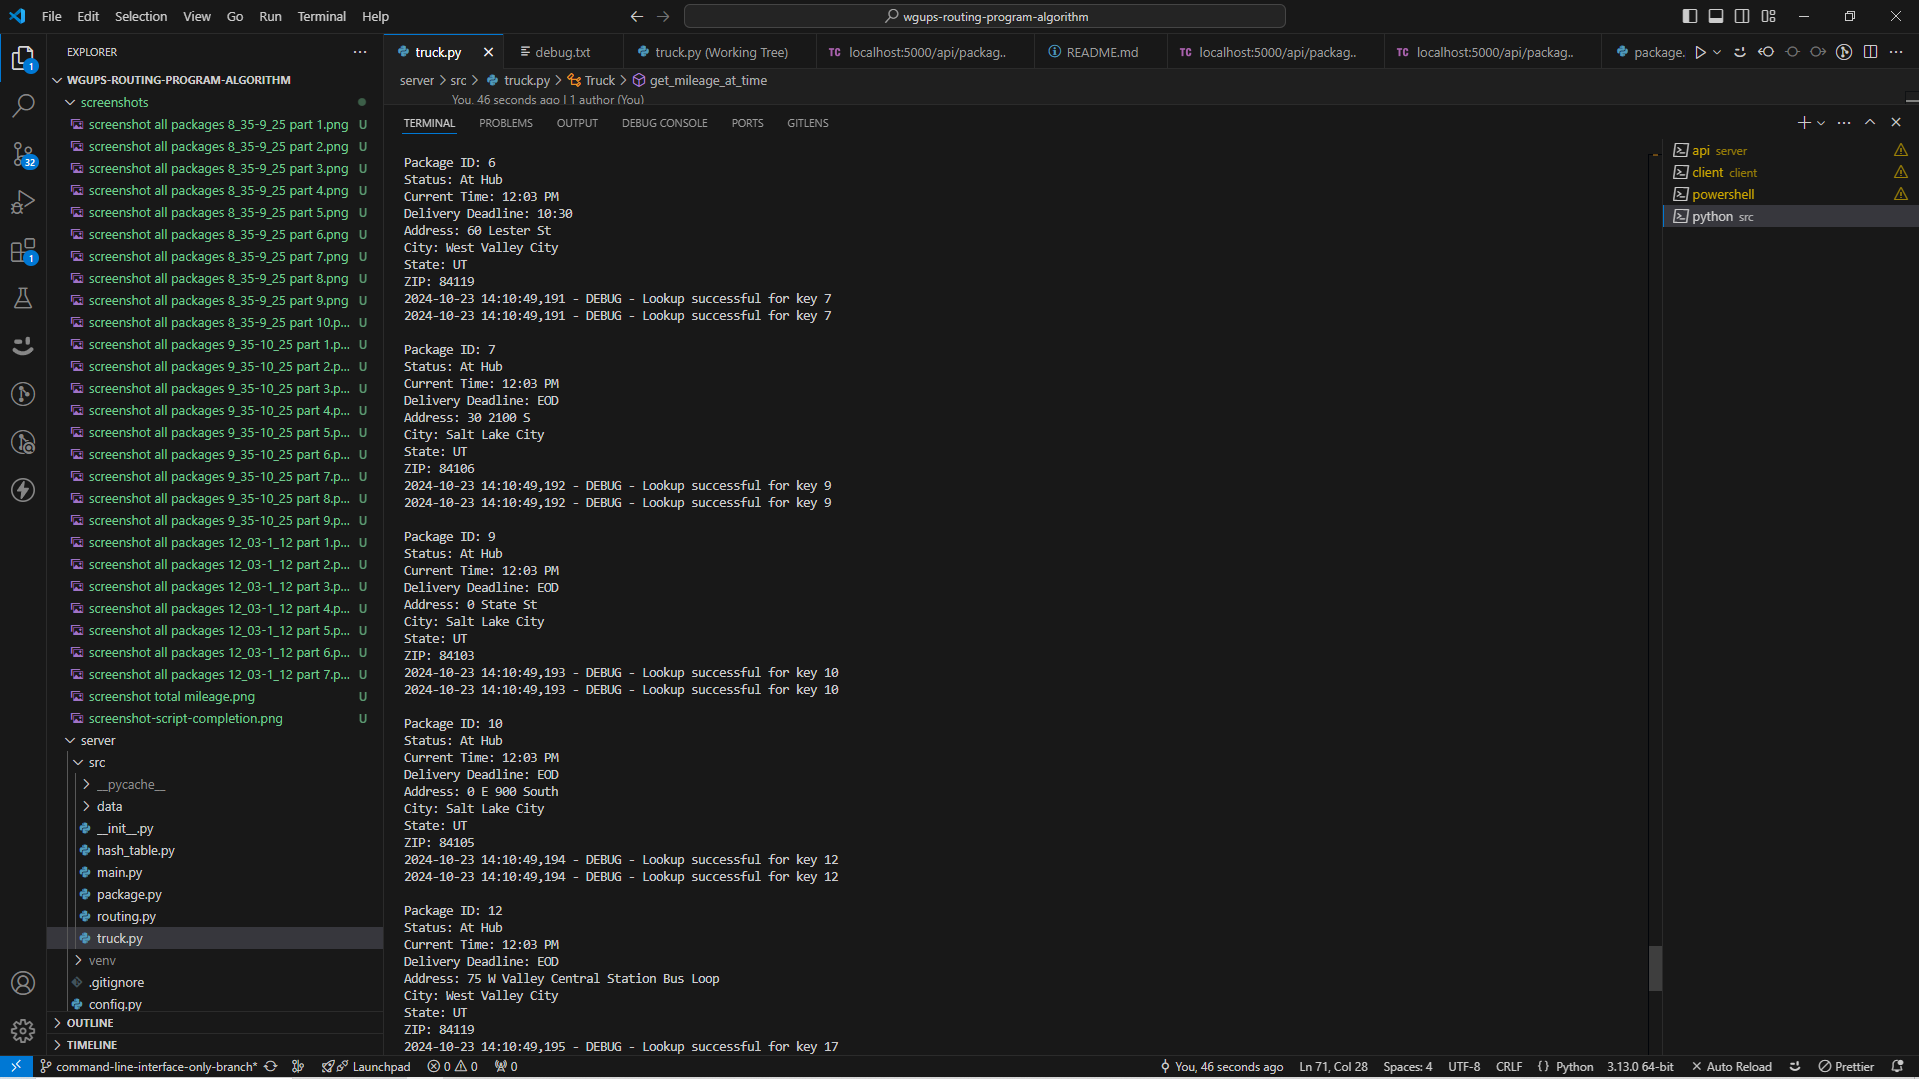 File Edit Selection View Go Run Terminal Help
wgups-routing-program-algorithm
EXPLORER
WGUPS-ROUTING-PROGRAM-ALGORITHM
screenshots
screenshot all packages 8_35-9_25 part 1.png U
screenshot all packages 8_35-9_25 part 2.png U
screenshot all packages 8_35-9_25 part 3.png U
screenshot all packages 8_35-9_25 part 4.png U
screenshot all packages 8_35-9_25 part 5.png U
screenshot all packages 8_35-9_25 part 6.png U
screenshot all packages 8_35-9_25 part 7.png U
screenshot all packages 8_35-9_25 part 8.png U
screenshot all packages 8_35-9_25 part 9.png U
screenshot all packages 8_35-9_25 part 10.p... U
screenshot all packages 9_35-10_25 part 1.p... U
screenshot all packages 9_35-10_25 part 2.p... U
screenshot all packages 9_35-10_25 part 3.p... U
screenshot all packages 9_35-10_25 part 4.p... U
screenshot all packages 9_35-10_25 part 5.p... U
screenshot all packages 9_35-10_25 part 6.p... U
screenshot all packages 9_35-10_25 part 7.p... U
screenshot all packages 9_35-10_25 part 8.p... U
screenshot all packages 9_35-10_25 part 9.p... U
screenshot all packages 12_03-1_12 part 1.p... U
screenshot all packages 12_03-1_12 part 2.p... U
screenshot all packages 12_03-1_12 part 3.p... U
screenshot all packages 12_03-1_12 part 4.p... U
screenshot all packages 12_03-1_12 part 5.p... U
screenshot all packages 12_03-1_12 part 6.p... U
screenshot all packages 12_03-1_12 part 7.p... U
screenshot total mileage.png U
screenshot-script-completion.png U
server
src
__pycache__
data
__init__.py
hash_table.py
main.py
package.py
routing.py
truck.py
venv
.gitignore
config.py
OUTLINE
TIMELINE
1
32
1
truck.py
debug.txt
truck.py (Working Tree)
TC localhost:5000/api/packag..
README.md
TC localhost:5000/api/packag..
TC localhost:5000/api/packag..
package.
server > src > truck.py > Truck > get_mileage_at_time
You, 46 seconds ago | 1 author (You)
TERMINAL PROBLEMS OUTPUT DEBUG CONSOLE PORTS GITLENS
Package ID: 6
Status: At Hub
Current Time: 12:03 PM
Delivery Deadline: 10:30
Address: 60 Lester St
City: West Valley City
State: UT
ZIP: 84119
2024-10-23 14:10:49,191 - DEBUG - Lookup successful for key 7
2024-10-23 14:10:49,191 - DEBUG - Lookup successful for key 7
Package ID: 7
Status: At Hub
Current Time: 12:03 PM
Delivery Deadline: EOD
Address: 30 2100 S
City: Salt Lake City
State: UT
ZIP: 84106
2024-10-23 14:10:49,192 - DEBUG - Lookup successful for key 9
2024-10-23 14:10:49,192 - DEBUG - Lookup successful for key 9
Package ID: 9
Status: At Hub
Current Time: 12:03 PM
Delivery Deadline: EOD
Address: 0 State St
City: Salt Lake City
State: UT
ZIP: 84103
2024-10-23 14:10:49,193 - DEBUG - Lookup successful for key 10
2024-10-23 14:10:49,193 - DEBUG - Lookup successful for key 10
Package ID: 10
Status: At Hub
Current Time: 12:03 PM
Delivery Deadline: EOD
Address: 0 E 900 South
City: Salt Lake City
State: UT
ZIP: 84105
2024-10-23 14:10:49,194 - DEBUG - Lookup successful for key 12
2024-10-23 14:10:49,194 - DEBUG - Lookup successful for key 12
Package ID: 12
Status: At Hub
Current Time: 12:03 PM
Delivery Deadline: EOD
Address: 75 W Valley Central Station Bus Loop
City: West Valley City
State: UT
ZIP: 84119
2024-10-23 14:10:49,195 - DEBUG - Lookup successful for key 17
api server
client client
powershell
python src
command-line-interface-only-branch* Launchpad 0 0 0
You, 46 seconds ago Ln 71, Col 28 Spaces: 4 UTF-8 CRLF {} Python 3.13.0 64-bit Auto Reload Prettier